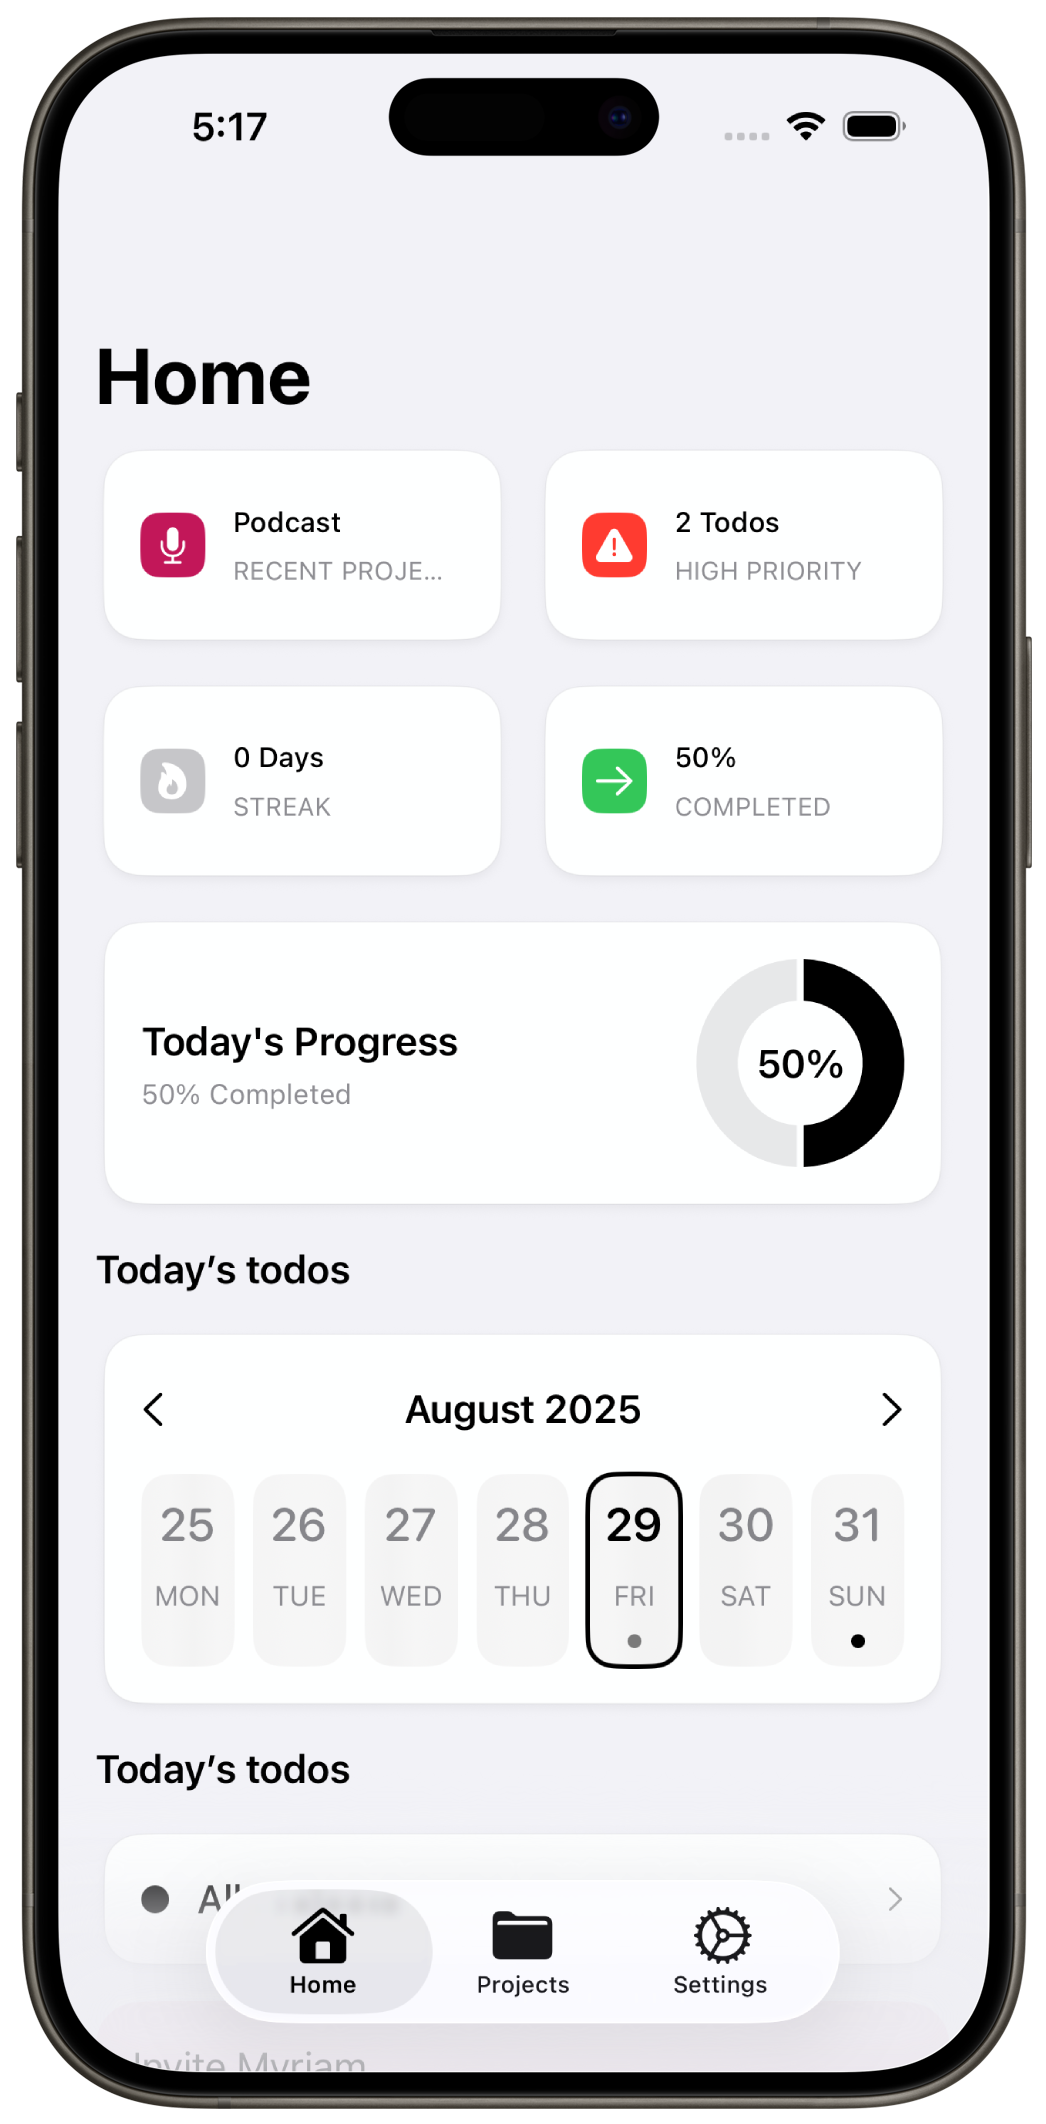 5:17
Home
Podcast
RECENT PROJE...
2 Todos
HIGH PRIORITY
0 Days
STREAK
50%
COMPLETED
Today's Progress
50% Completed
50%
Today’s todos
August 2025
25 26 27 28 29 30 31
MON TUE WED THU FRI SAT SUN
Today’s todos
All
Home Projects Settings
Invite Myriam